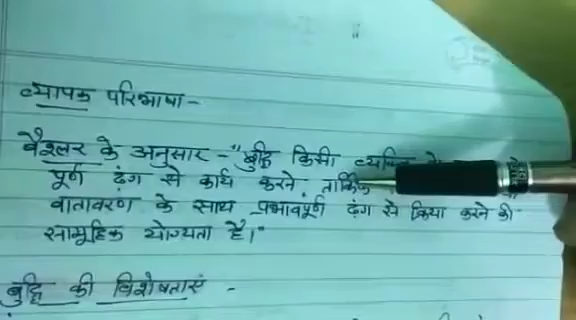 व्यापक परिभाषा -
वैश्लर के अनुसार - "बुद्धि किसी व्यक्ति के
पूर्ण ढंग से कार्य करने, तार्किक
वातावरण के साथ प्रभावपूर्ण ढंग से क्रिया करने की
सामूहिक योग्यता है।"
बुद्धि की विशेषताएं -